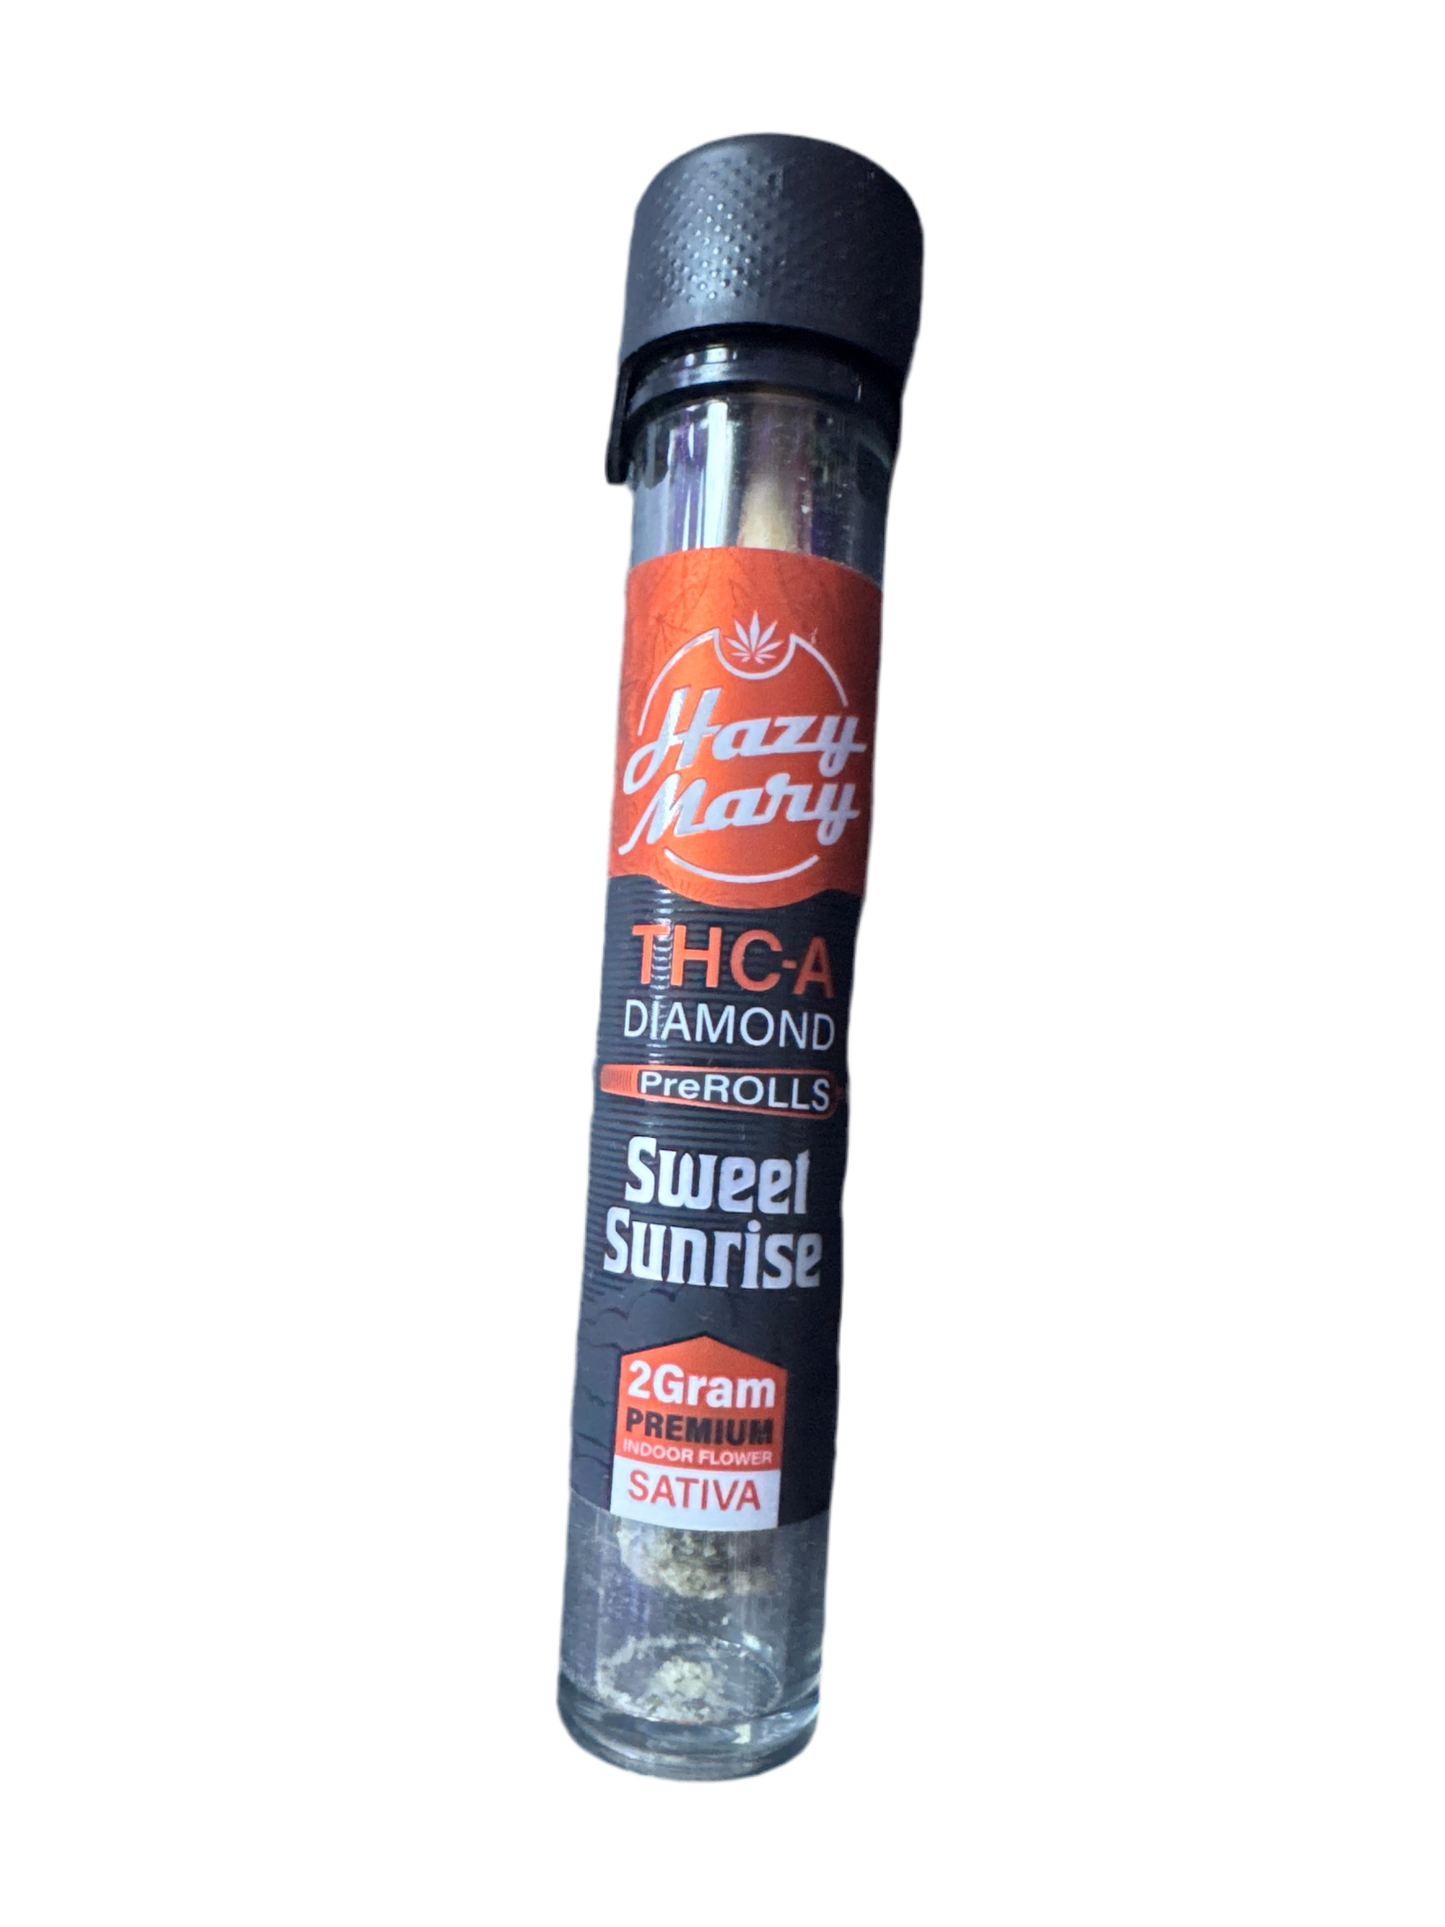 Hazy
Mary
THC-A
DIAMOND
PreROLLS
Sweet
Sunrise
2Gram
PREMIUM
INDOOR FLOWER
SATIVA